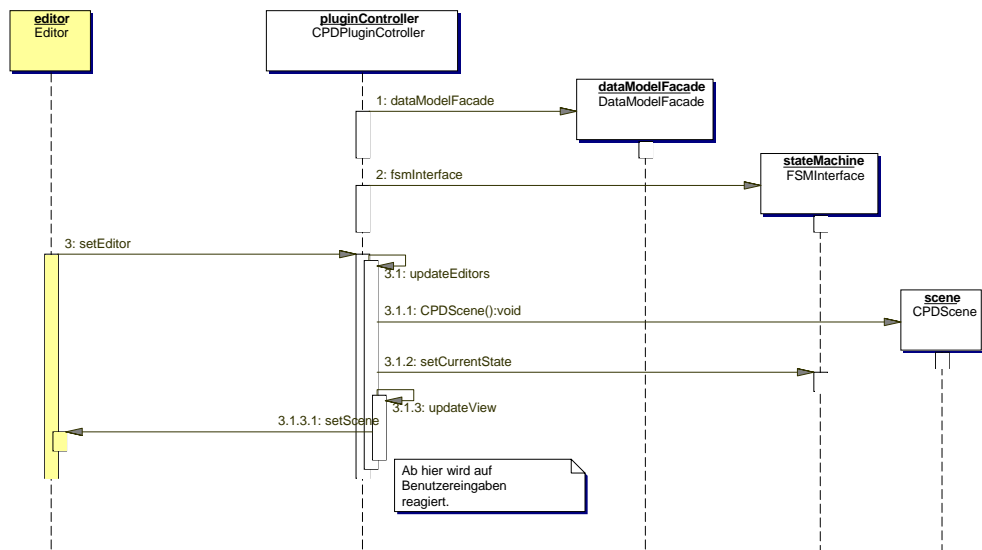 editor
Editor
pluginController
CPDPluginCotroller
1: dataModelFacade
dataModelFacade
DataModelFacade
2: fsmInterface
stateMachine
FSMInterface
3: setEditor
3.1: updateEditors
3.1.1: CPDScene():void
scene
CPDScene
3.1.2: setCurrentState
3.1.3: updateView
3.1.3.1: setScene
Ab hier wird auf
Benutzereingaben
reagiert.